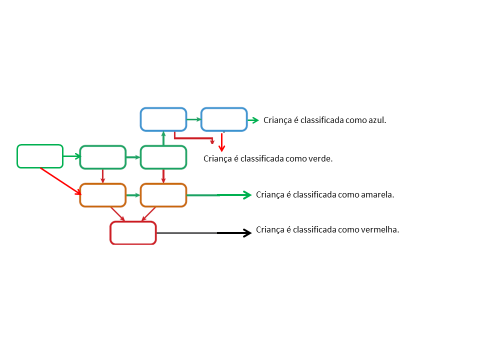 Criança é classificada como azul.
Criança é classificada como verde.
Criança é classificada como amarela.
Criança é classificada como vermelha.